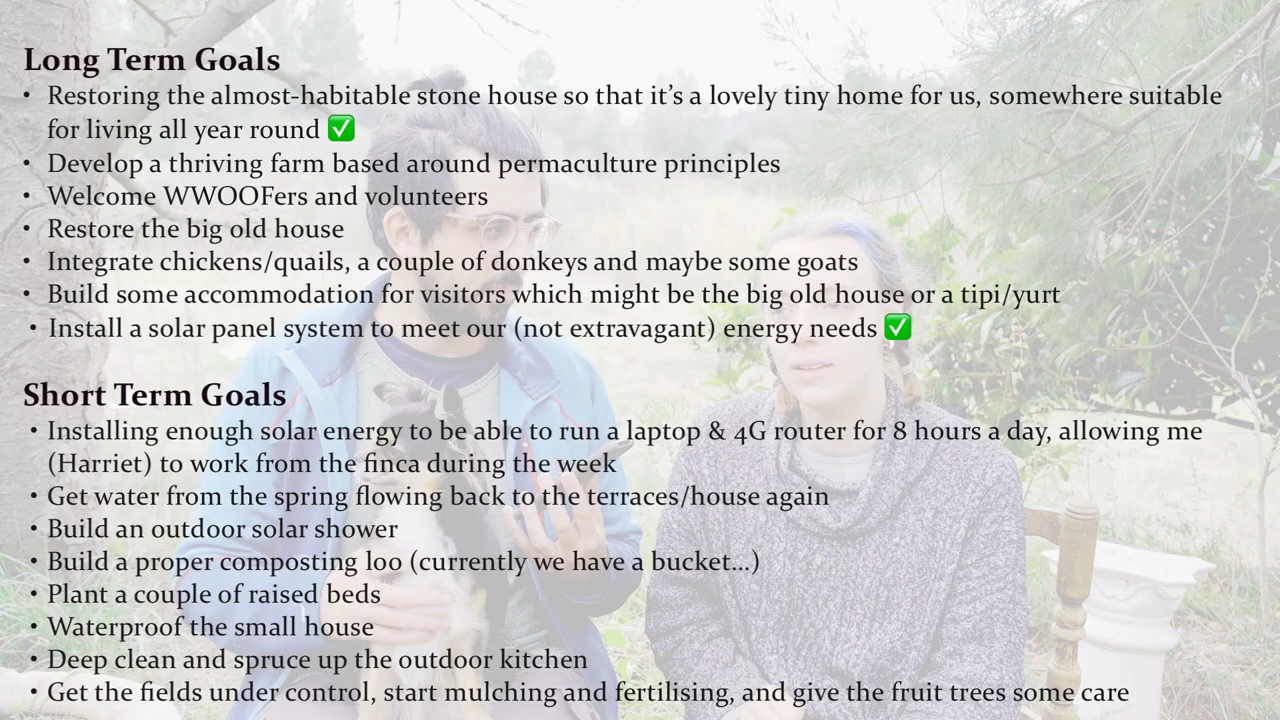 Long Term Goals
• Restoring the almost-habitable stone house so that it’s a lovely tiny home for us, somewhere suitable
for living all year round ✅
• Develop a thriving farm based around permaculture principles
• Welcome WWOOFers and volunteers
• Restore the big old house
• Integrate chickens/quails, a couple of donkeys and maybe some goats
• Build some accommodation for visitors which might be the big old house or a tipi/yurt
• Install a solar panel system to meet our (not extravagant) energy needs ✅
Short Term Goals
• Installing enough solar energy to be able to run a laptop & 4G router for 8 hours a day, allowing me
(Harriet) to work from the finca during the week
• Get water from the spring flowing back to the terraces/house again
• Build an outdoor solar shower
• Build a proper composting loo (currently we have a bucket...)
• Plant a couple of raised beds
• Waterproof the small house
• Deep clean and spruce up the outdoor kitchen
• Get the fields under control, start mulching and fertilising, and give the fruit trees some care